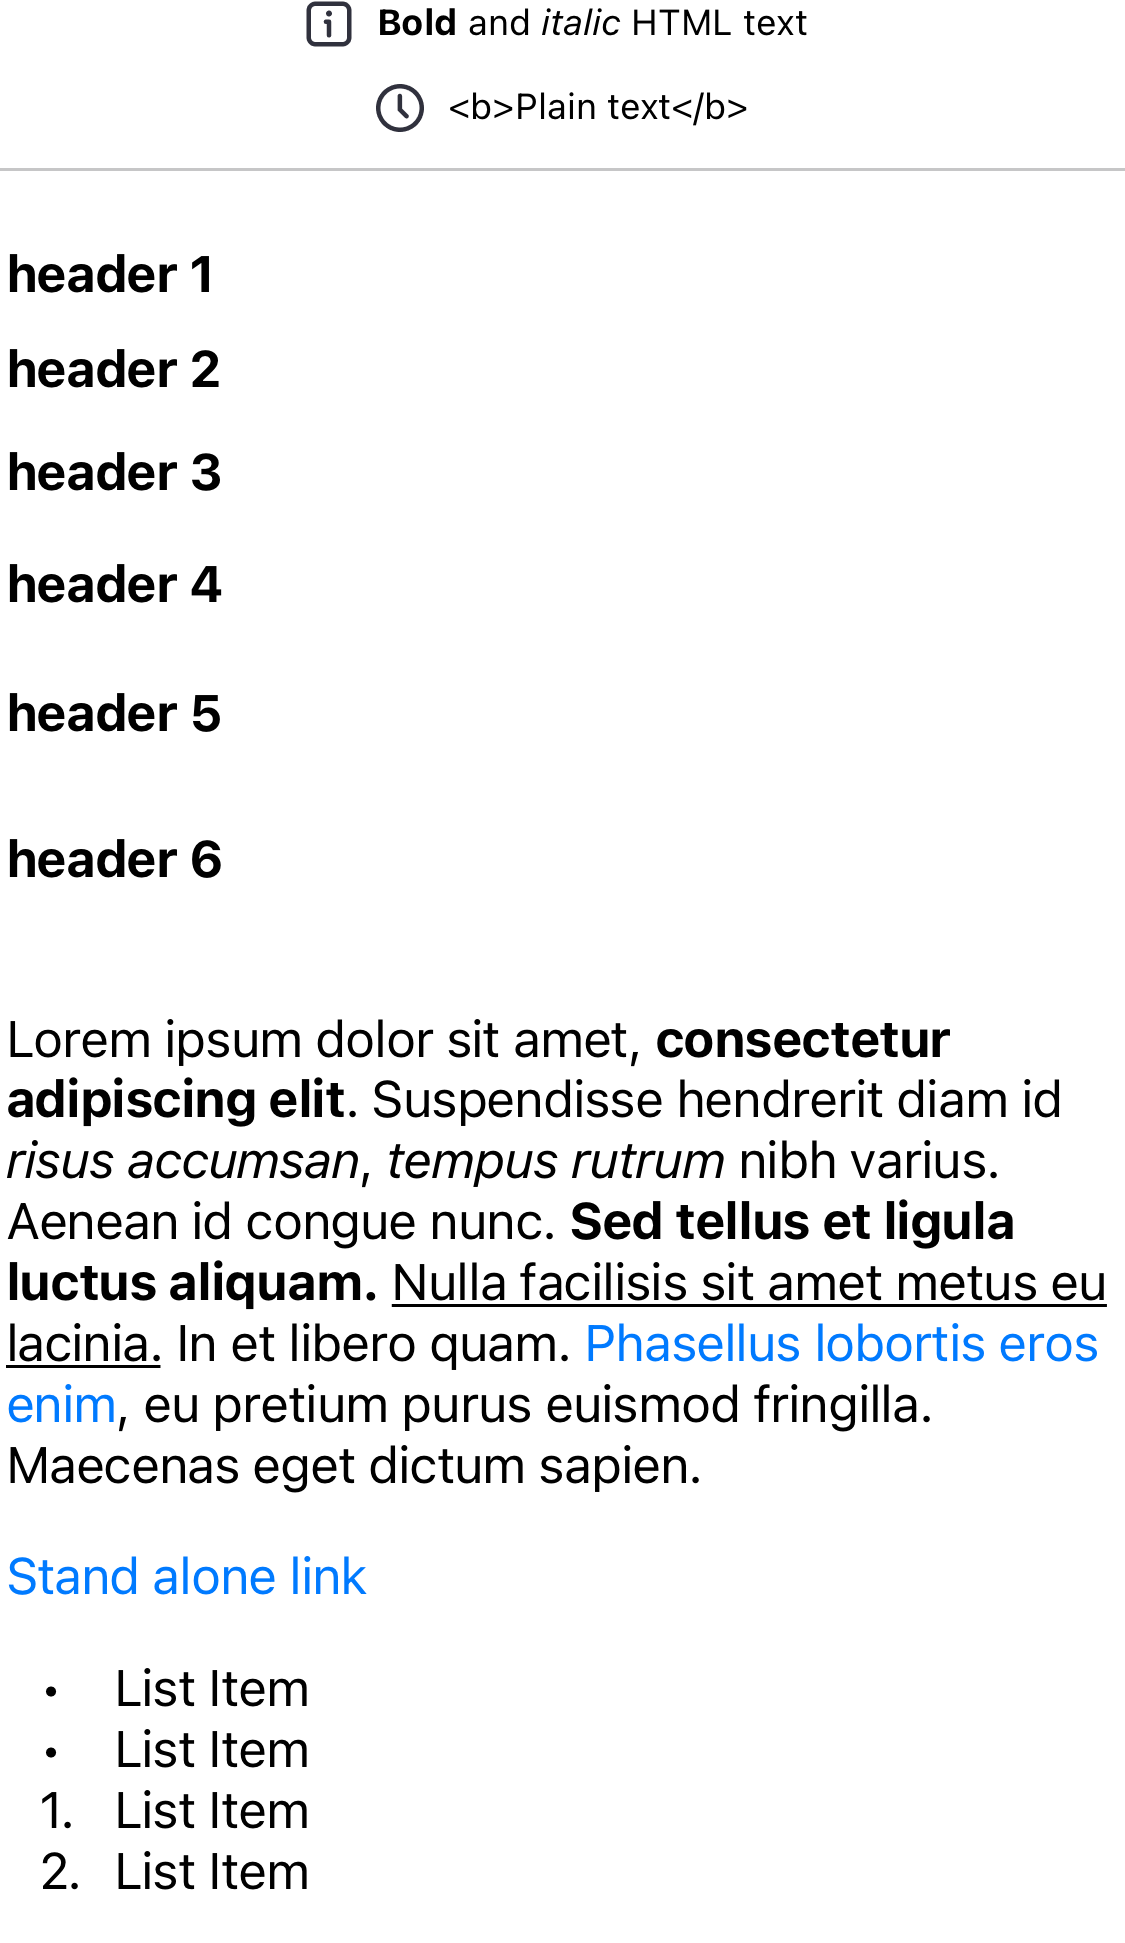 Bold and italic HTML text
<b>Plain text</b>
header 1
header 2
header 3
header 4
header 5
header 6
Lorem ipsum dolor sit amet, consectetur
adipiscing elit. Suspendisse hendrerit diam id
risus accumsan, tempus rutrum nibh varius.
Aenean id congue nunc. Sed tellus et ligula
luctus aliquam. Nulla facilisis sit amet metus eu
lacinia. In et libero quam. Phasellus lobortis eros
enim, eu pretium purus euismod fringilla.
Maecenas eget dictum sapien.
Stand alone link
• List Item
• List Item
1. List Item
2. List Item